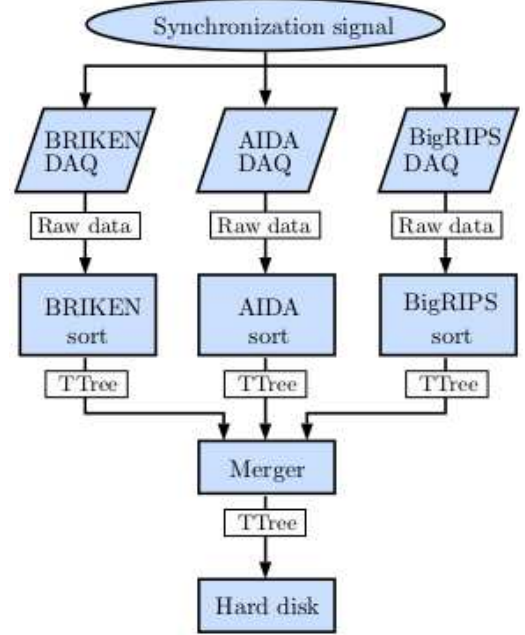 Synchronization signal
BRIKEN
DAQ
AIDA
DAQ
BigRIPS
DAQ
Raw data
Raw data
Raw data
BRIKEN
sort
AIDA
sort
BigRIPS
sort
TTree
TTree
TTree
Merger
TTree
Hard disk